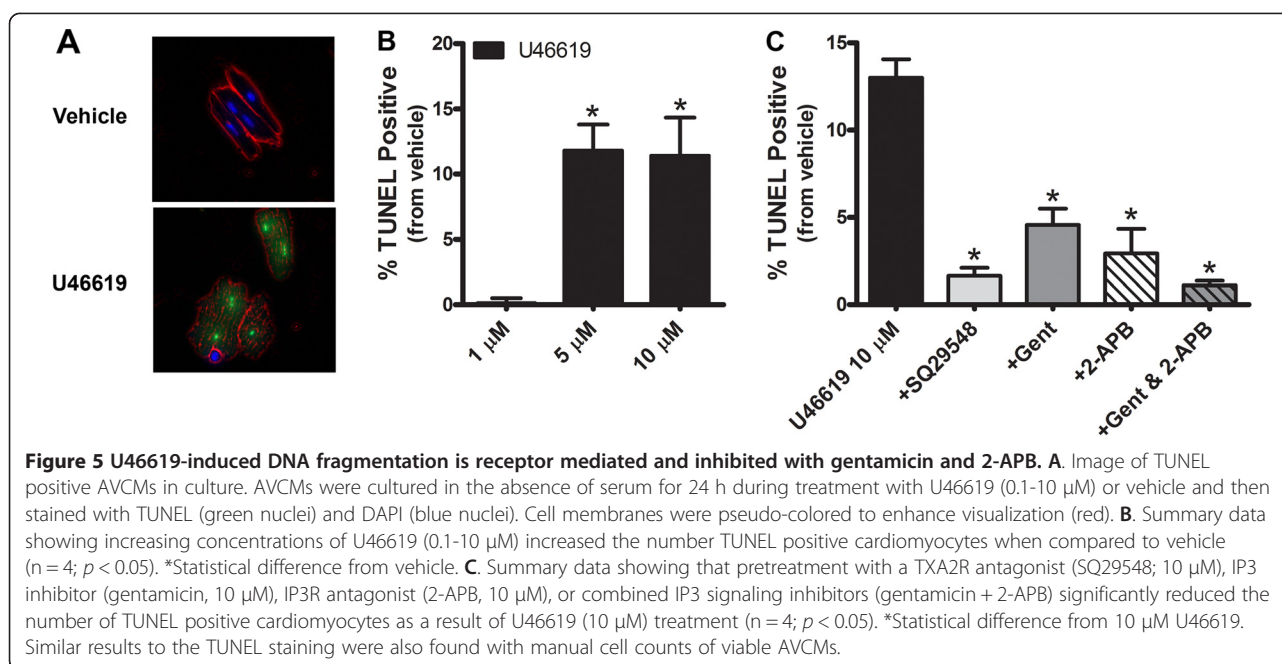 A
Vehicle
U46619
B
% TUNEL Positive
(from vehicle)
20
15
10
5
0
U46619
*
*
1 µM
5 µM
10 µM
C
% TUNEL Positive
(from vehicle)
15
10
5
0
*
*
*
*
U46619 10 µM
+SQ29548
+Gent
+2-APB
+Gent & 2-APB
Figure 5 U46619-induced DNA fragmentation is receptor mediated and inhibited with gentamicin and 2-APB. A. Image of TUNEL
positive AVCMs in culture. AVCMs were cultured in the absence of serum for 24 h during treatment with U46619 (0.1-10 μM) or vehicle and then
stained with TUNEL (green nuclei) and DAPI (blue nuclei). Cell membranes were pseudo-colored to enhance visualization (red). B. Summary data
showing increasing concentrations of U46619 (0.1-10 μM) increased the number TUNEL positive cardiomyocytes when compared to vehicle
(n = 4; p < 0.05). *Statistical difference from vehicle. C. Summary data showing that pretreatment with a TXA2R antagonist (SQ29548; 10 μM), IP3
inhibitor (gentamicin, 10 μM), IP3R antagonist (2-APB, 10 μM), or combined IP3 signaling inhibitors (gentamicin + 2-APB) significantly reduced the
number of TUNEL positive cardiomyocytes as a result of U46619 (10 μM) treatment (n = 4; p < 0.05). *Statistical difference from 10 μM U46619.
Similar results to the TUNEL staining were also found with manual cell counts of viable AVCMs.